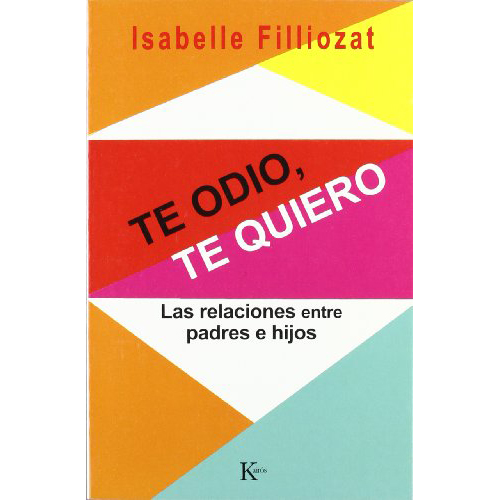 Isabelle Filliozat
TE ODIO,
TE QUIERO
Las relaciones entre
padres e hijos
Kairós